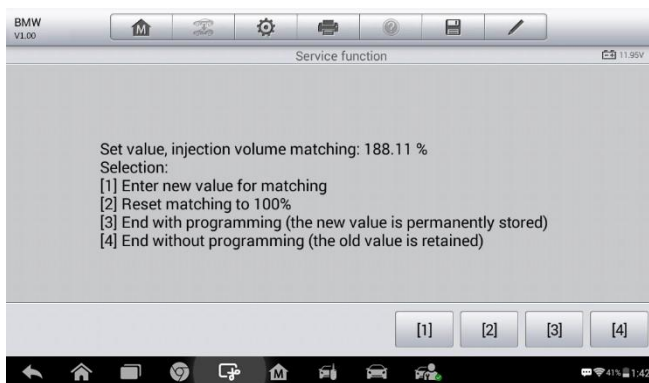 BMW
V1.00
M
Service function
11.95V
Set value, injection volume matching: 188.11 %
Selection:
[1] Enter new value for matching
[2] Reset matching to 100%
[3] End with programming (the new value is permanently stored)
[4] End without programming (the old value is retained)
[1] [2] [3] [4]
M 41% 1:42